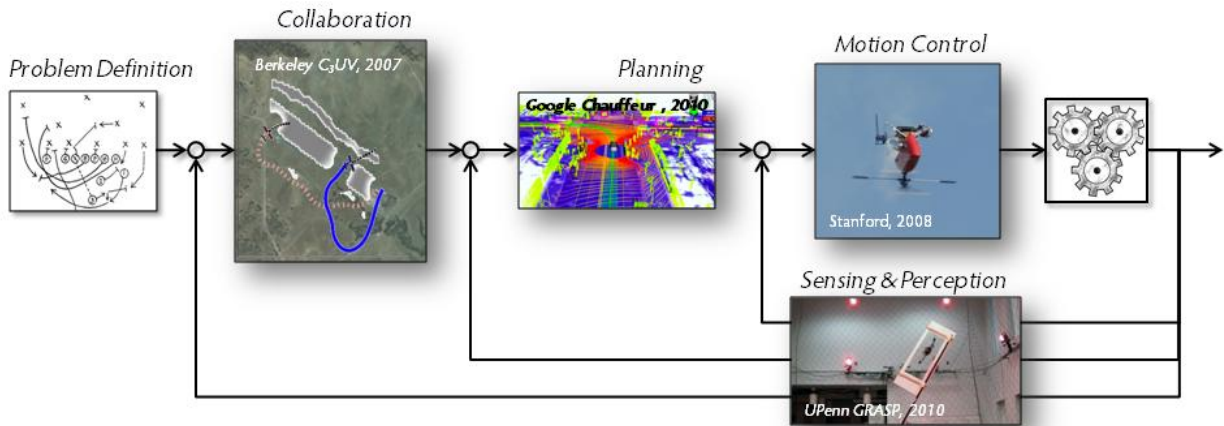 Collaboration
Problem Definition
Berkeley C₃UV, 2007
Planning
Google Chauffeur , 2010
Motion Control
Stanford, 2008
Sensing & Perception
UPenn GRASP, 2010